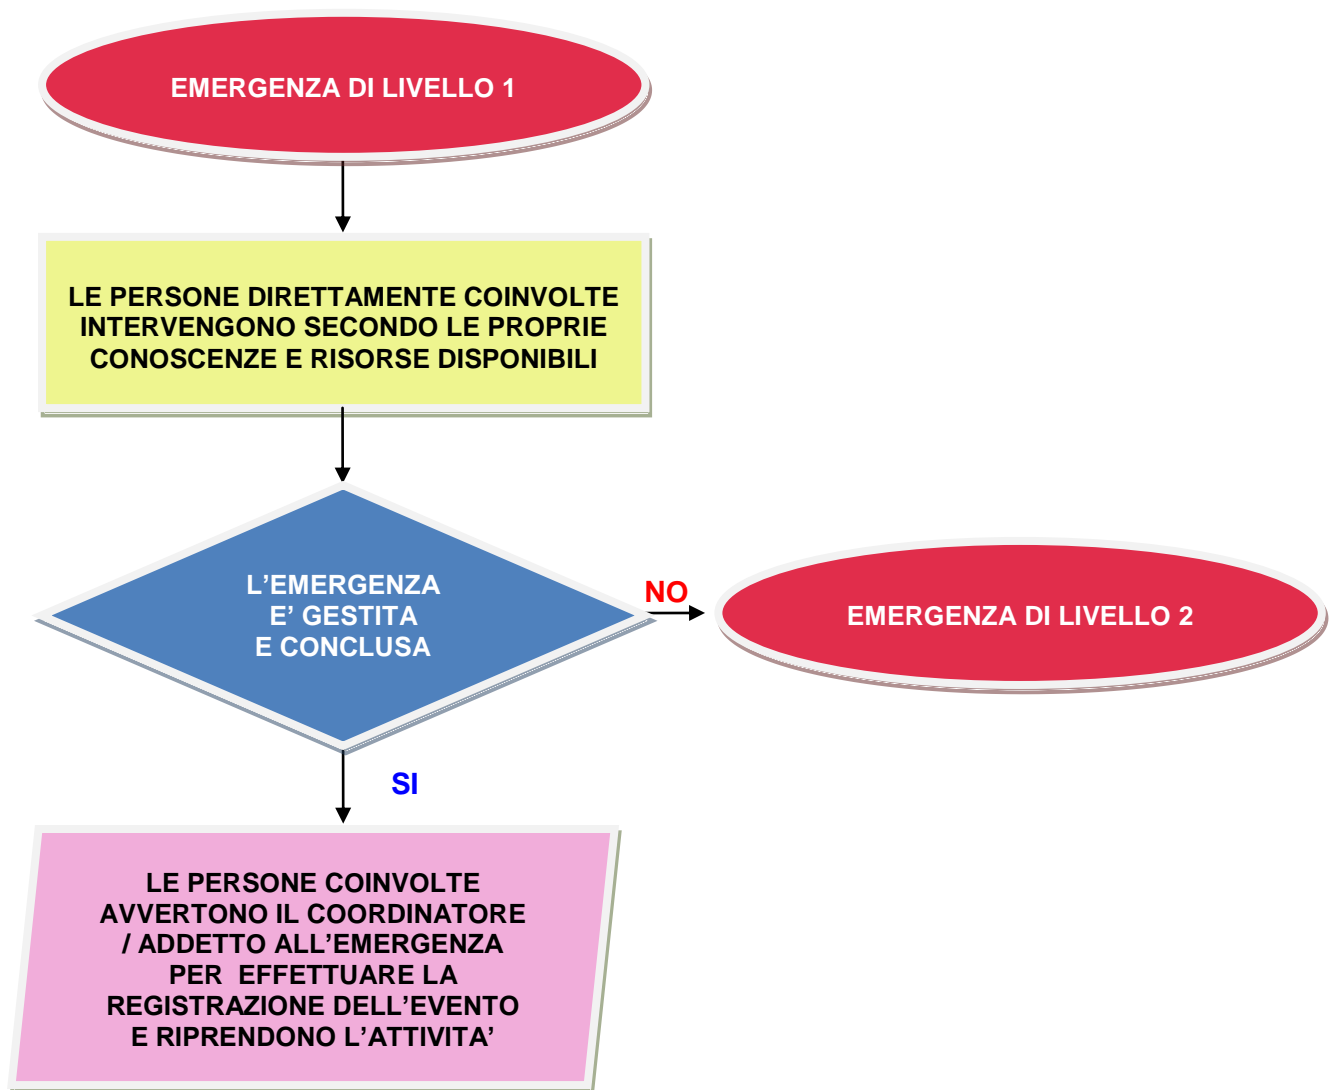 EMERGENZA DI LIVELLO 1
LE PERSONE DIRETTAMENTE COINVOLTE
INTERVENGONO SECONDO LE PROPRIE
CONOSCENZE E RISORSE DISPONIBILI
L’EMERGENZA
E’ GESTITA
E CONCLUSA
NO
EMERGENZA DI LIVELLO 2
SI
LE PERSONE COINVOLTE
AVVERTONO IL COORDINATORE
/ ADDETTO ALL’EMERGENZA
PER  EFFETTUARE LA
REGISTRAZIONE DELL’EVENTO
E RIPRENDONO L’ATTIVITA’